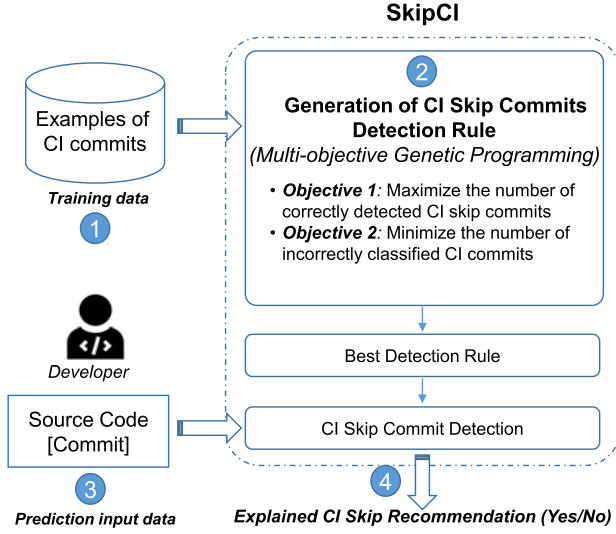 SkipCI
2
Generation of CI Skip Commits
Detection Rule
(Multi-objective Genetic Programming)
• Objective 1: Maximize the number of
correctly detected CI skip commits
• Objective 2: Minimize the number of
incorrectly classified CI commits
Examples of
CI commits
Training data
1
Best Detection Rule
Developer
Source Code
[Commit]
CI Skip Commit Detection
3
Prediction input data
4
Explained CI Skip Recommendation (Yes/No)